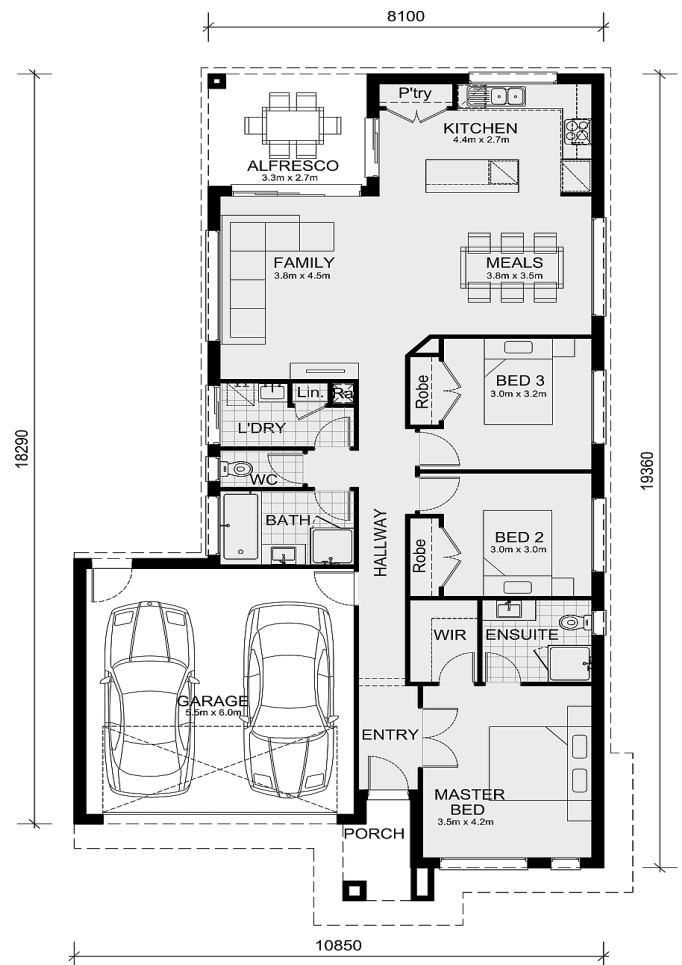 8100
P'try
KITCHEN
4.4m x 2.7m
ALFRESCO
3.3m x 2.7m
FAMILY
3.8m x 4.5m
MEALS
3.8m x 3.5m
Robe
BED 3
3.0m x 3.2m
Lin.
Ra
L'DRY
18290
19360
WC
BATH
HALLWAY
Robe
BED 2
3.0m x 3.0m
WIR
ENSUITE
GARAGE
5.5m x 6.0m
ENTRY
MASTER
BED
3.5m x 4.2m
PORCH
10850